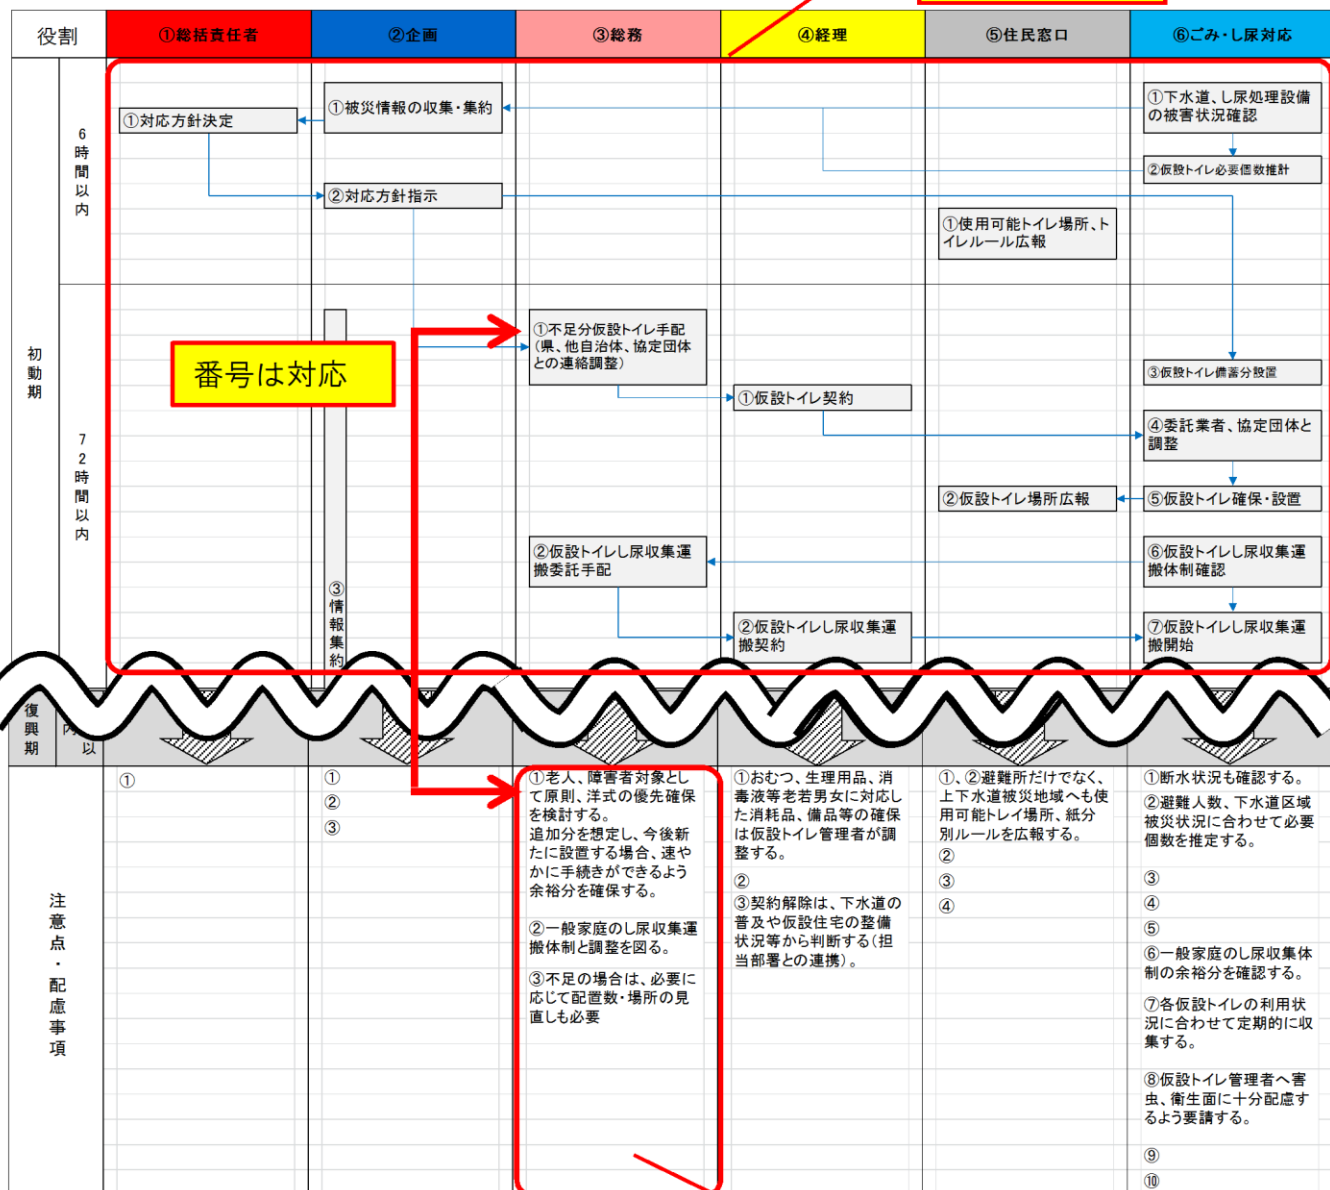 役割
①総括責任者
②企画
③総務
④経理
⑤住民窓口
⑥ごみ・し尿対応
初動期
6時間以内
①対応方針決定
①被災情報の収集・集約
②対応方針指示
①使用可能トイレ場所、ト
イレルール広報
①下水道、し尿処理設備
の被害状況確認
②仮設トイレ必要個数推計
72時間以内
番号は対応
③情報集約
①不足分仮設トイレ手配
(県、他自治体、協定団体
との連絡調整)
①仮設トイレ契約
③仮設トイレ備蓄分設置
④委託業者、協定団体と
調整
②仮設トイレ場所広報
⑤仮設トイレ確保・設置
②仮設トイレし尿収集運
搬委託手配
⑥仮設トイレし尿収集運
搬体制確認
②仮設トイレし尿収集運
搬契約
⑦仮設トイレし尿収集運
搬開始
復興期
内
以
注意点・配慮事項
①
①
②
③
①老人、障害者対象とし
て原則、洋式の優先確保
を検討する。
追加分を想定し、今後新
たに設置する場合、速や
かに手続きができるよう
余裕分を確保する。
②一般家庭のし尿収集運
搬体制と調整を図る。
③不足の場合は、必要に
応じて配置数・場所の見
直しも必要
①おむつ、生理用品、消
毒液等老若男女に対応し
た消耗品、備品等の確保
は仮設トイレ管理者が調
整する。
②
③契約解除は、下水道の
普及や仮設住宅の整備
状況等から判断する(担
当部署との連携)。
①、②避難所だけでなく、
上下水道被災地域へも使
用可能トレイ場所、紙分
別ルールを広報する。
②
③
④
①断水状況も確認する。
②避難人数、下水道区域
被災状況に合わせて必要
個数を推定する。
③
④
⑤
⑥一般家庭のし尿収集体
制の余裕分を確認する。
⑦各仮設トイレの利用状
況に合わせて定期的に収
集する。
⑧仮設トイレ管理者へ害
虫、衛生面に十分配慮す
るよう要請する。
⑨
⑩